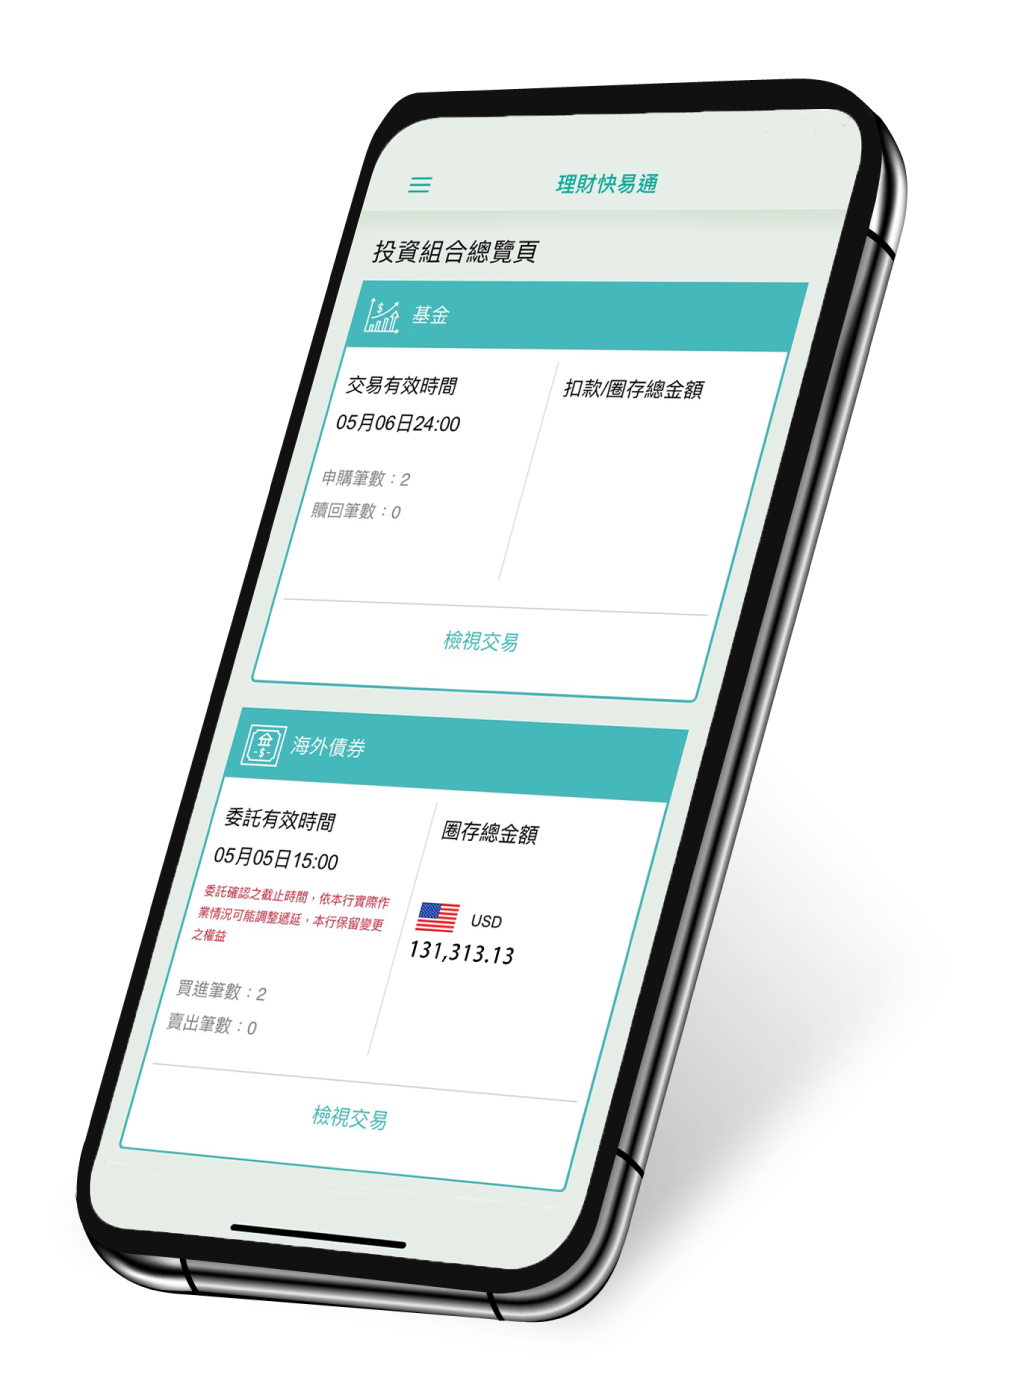 理財快易通
投資組合總覽頁
基金
交易有效時間
05月06日24:00
申購筆數：2
贖回筆數：0
扣款/圈存總金額
檢視交易
海外債券
委託有效時間
05月05日15:00
委託確認之截止時間，依本行實際作
業情況可能調整遞延，本行保留變更
之權益
買進筆數：2
賣出筆數：0
圈存總金額
USD
131,313.13
檢視交易